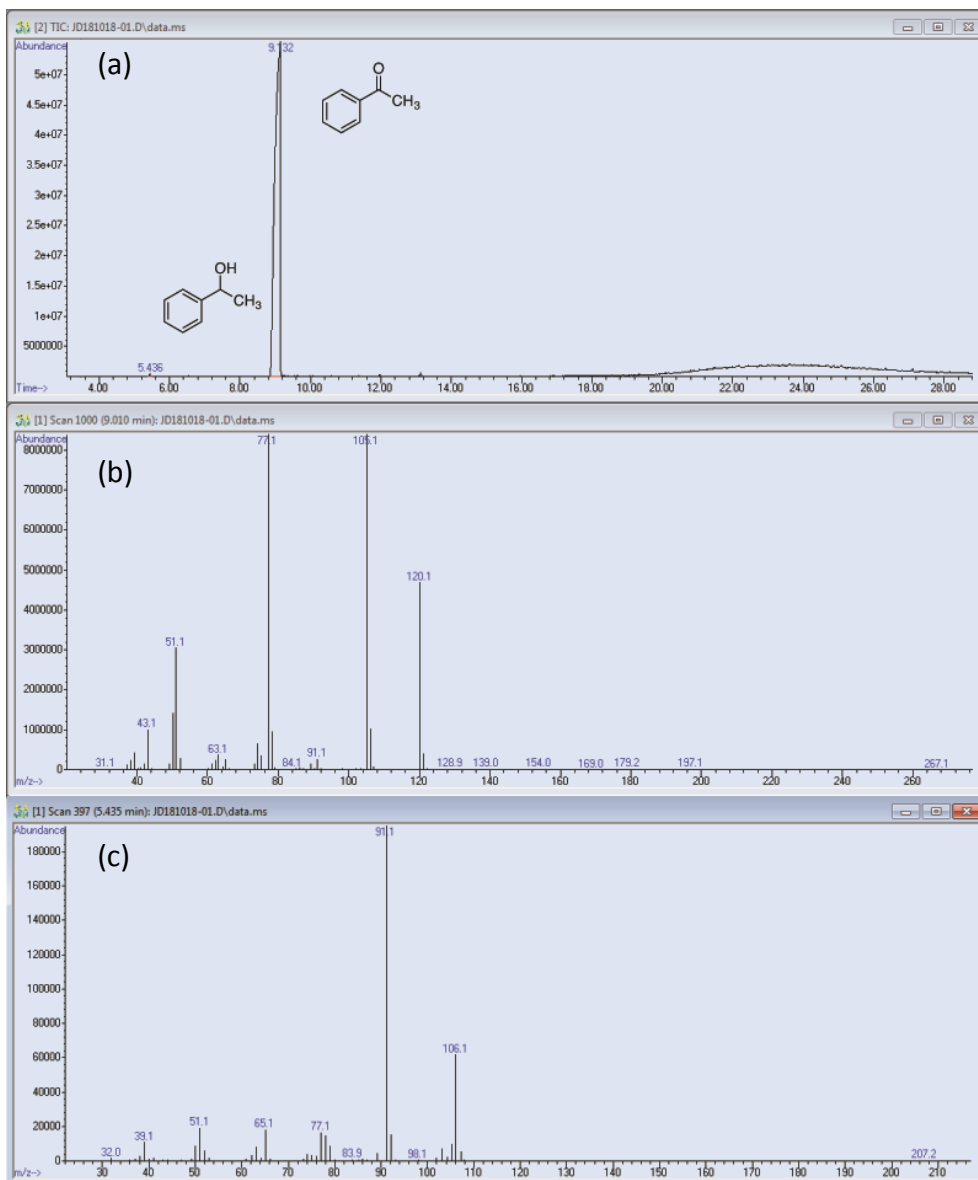 [2] TIC: JD181018-01.D\data.ms
Abundance
(a)
9.132
O
CH3
5e+07
4.5e+07
4e+07
3.5e+07
3e+07
2.5e+07
2e+07
1.5e+07
1e+07
5000000
OH
CH3
5.436
Time-->
4.00 6.00 8.00 10.00 12.00 14.00 16.00 18.00 20.00 22.00 24.00 26.00 28.00
[1] Scan 1000 (9.010 min): JD181018-01.D\data.ms
Abundance
(b)
77.1 105.1
8000000
7000000
6000000
5000000
120.1
4000000
3000000
51.1
2000000
1000000
43.1
63.1
91.1
31.1 84.1 128.9 139.0 154.0 169.0 179.2 197.1 267.1
0
m/z-->
40 60 80 100 120 140 160 180 200 220 240 260
[1] Scan 397 (5.435 min): JD181018-01.D\data.ms
Abundance
(c)
91.1
180000
160000
140000
120000
100000
80000
60000
106.1
40000
20000
39.1 51.1 65.1 77.1
32.0 83.9 98.1 207.2
0
m/z-->
30 40 50 60 70 80 90 100 110 120 130 140 150 160 170 180 190 200 210